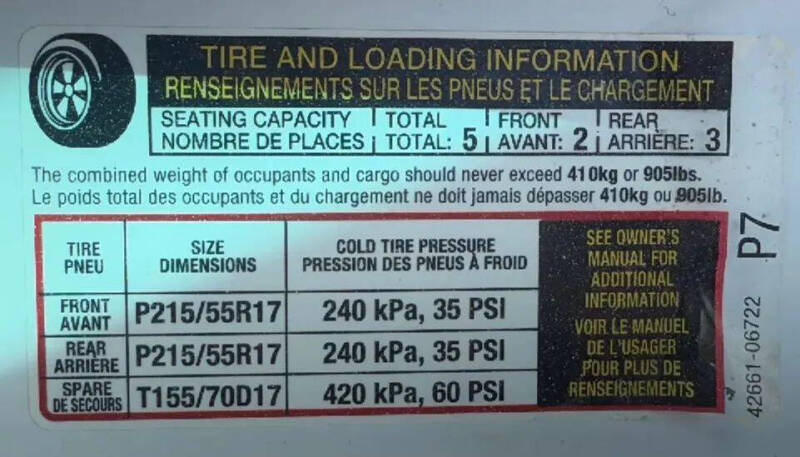 TIRE AND LOADING INFORMATION
RENSEIGNEMENTS SUR LES PNEUS ET LE CHARGEMENT
SEATING CAPACITY TOTAL FRONT REAR
NOMBRE DE PLACES TOTAL: 5 AVANT: 2 ARRIÈRE: 3
The combined weight of occupants and cargo should never exceed 410kg or 905lbs.
Le poids total des occupants et du chargement ne doit jamais dépasser 410kg ou 905lb.
TIRE
PNEU
SIZE
DIMENSIONS
COLD TIRE PRESSURE
PRESSION DES PNEUS À FROID
FRONT
AVANT
P215/55R17
240 kPa, 35 PSI
REAR
ARRIÈRE
P215/55R17
240 kPa, 35 PSI
SPARE
DE SECOURS
T155/70D17
420 kPa, 60 PSI
SEE OWNER'S
MANUAL FOR
ADDITIONAL
INFORMATION
VOIR LE MANUEL
DE L'USAGER
POUR PLUS DE
RENSEIGNEMENTS
42661-06722 P7